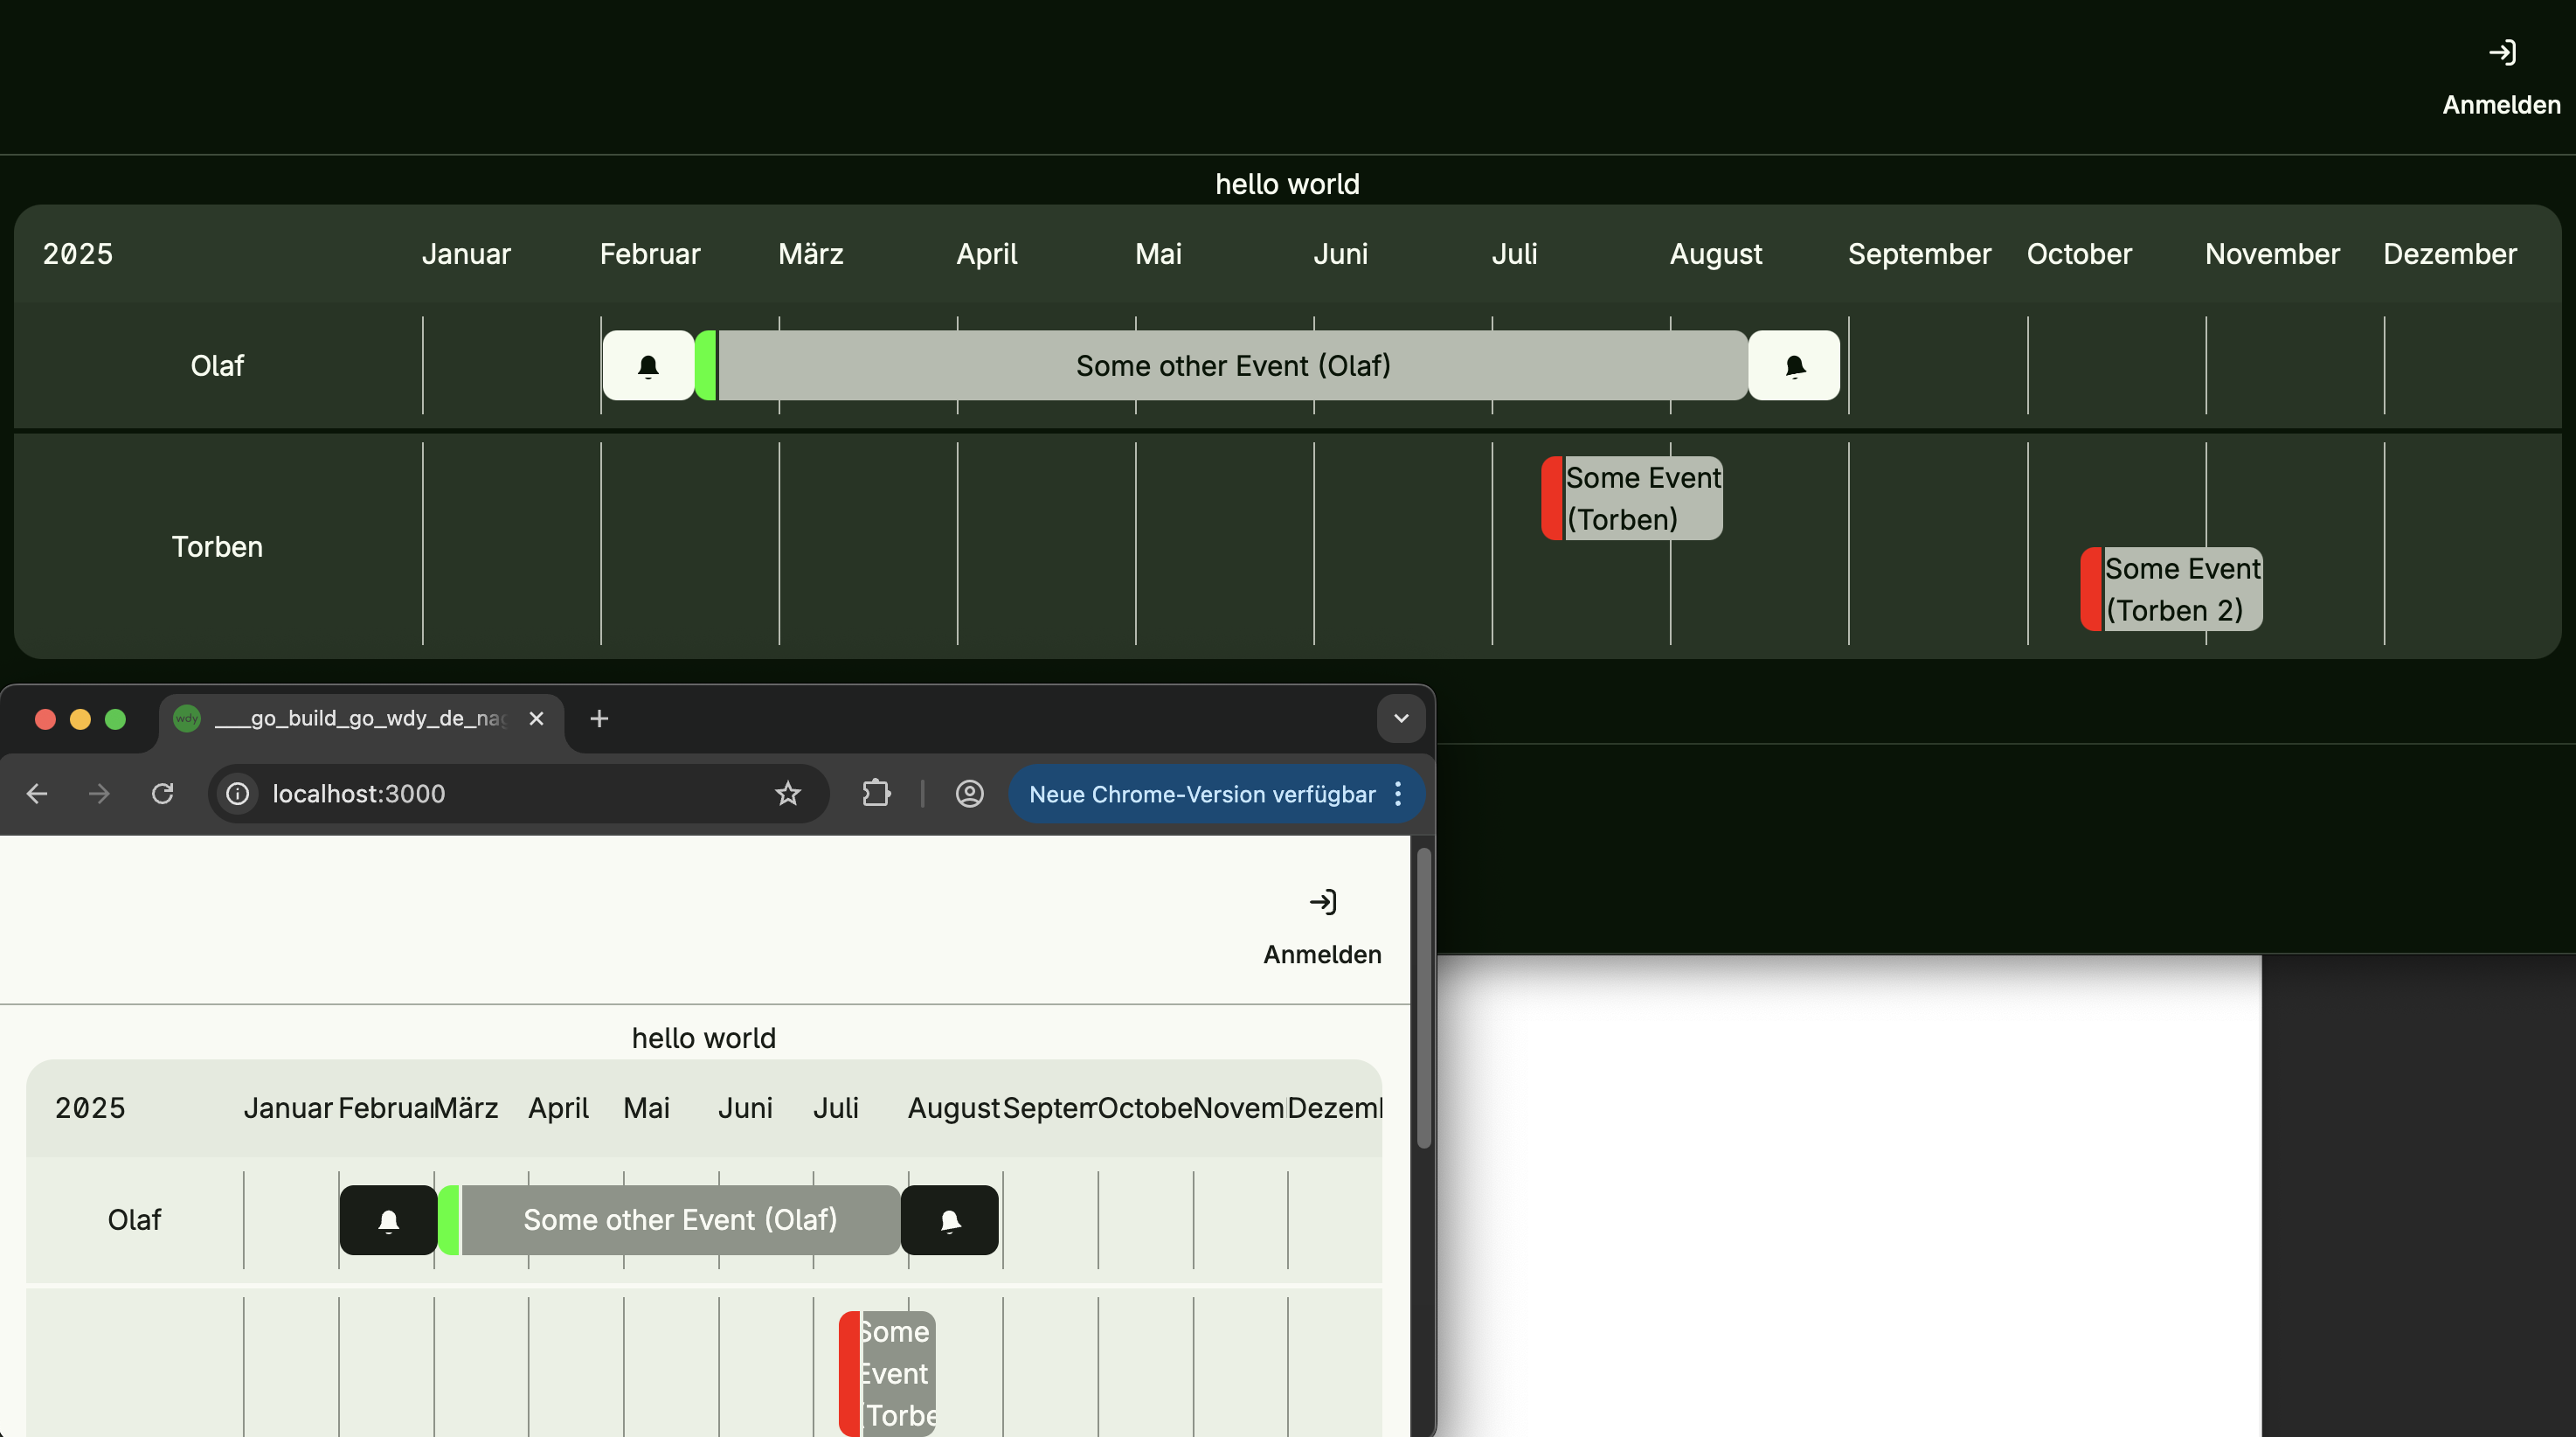 Anmelden
hello world
2025 Januar Februar März April Mai Juni Juli August September October November Dezember
Olaf Some other Event (Olaf)
Torben
Some Event
(Torben)
Some Event
(Torben 2)
wdy ___go_build_go_wdy_de_nag
localhost:3000 Neue Chrome-Version verfügbar
Anmelden
hello world
2025 Januar Februar März April Mai Juni Juli August Septem Octobe Novem Dezem
Olaf Some other Event (Olaf)
Some
Event
(Torbe